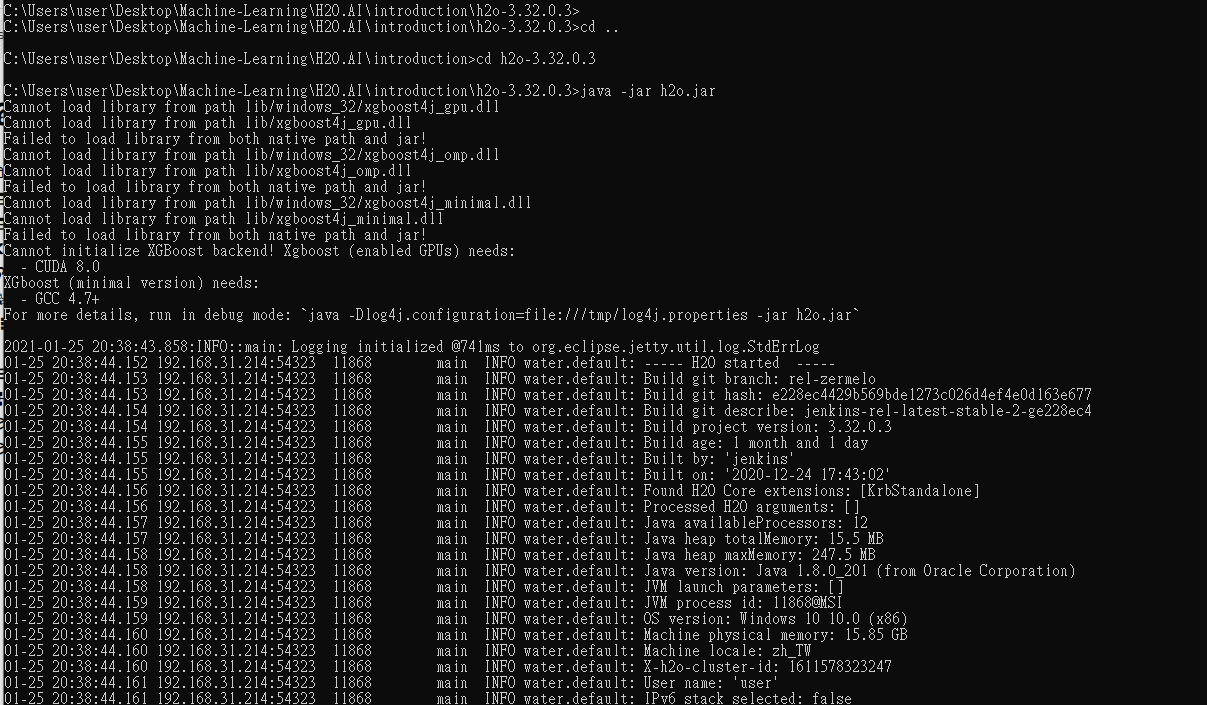 C:\Users\user\Desktop\Machine-Learning\H2O.AI\introduction\h2o-3.32.0.3>
C:\Users\user\Desktop\Machine-Learning\H2O.AI\introduction\h2o-3.32.0.3>cd ..
C:\Users\user\Desktop\Machine-Learning\H2O.AI\introduction>cd h2o-3.32.0.3
C:\Users\user\Desktop\Machine-Learning\H2O.AI\introduction\h2o-3.32.0.3>java -jar h2o.jar
Cannot load library from path lib/windows_32/xgboost4j_gpu.dll
Cannot load library from path lib/xgboost4j_gpu.dll
Failed to load library from both native path and jar!
Cannot load library from path lib/windows_32/xgboost4j_omp.dll
Cannot load library from path lib/xgboost4j_omp.dll
Failed to load library from both native path and jar!
Cannot load library from path lib/windows_32/xgboost4j_minimal.dll
Cannot load library from path lib/xgboost4j_minimal.dll
Failed to load library from both native path and jar!
Cannot initialize XGBoost backend! Xgboost (enabled GPUs) needs:
  - CUDA 8.0
XGboost (minimal version) needs:
  - GCC 4.7+
For more details, run in debug mode: `java -Dlog4j.configuration=file:///tmp/log4j.properties -jar h2o.jar`
2021-01-25 20:38:43.858:INFO::main: Logging initialized @741ms to org.eclipse.jetty.util.log.StdErrLog
01-25 20:38:44.152 192.168.31.214:54323  11868        main  INFO water.default: ----- H2O started  -----
01-25 20:38:44.153 192.168.31.214:54323  11868        main  INFO water.default: Build git branch: rel-zermelo
01-25 20:38:44.153 192.168.31.214:54323  11868        main  INFO water.default: Build git hash: e228ec4429b569bde1273c026d4ef4e0d163e677
01-25 20:38:44.154 192.168.31.214:54323  11868        main  INFO water.default: Build git describe: jenkins-rel-latest-stable-2-ge228ec4
01-25 20:38:44.154 192.168.31.214:54323  11868        main  INFO water.default: Build project version: 3.32.0.3
01-25 20:38:44.155 192.168.31.214:54323  11868        main  INFO water.default: Build age: 1 month and 1 day
01-25 20:38:44.155 192.168.31.214:54323  11868        main  INFO water.default: Built by: 'jenkins'
01-25 20:38:44.155 192.168.31.214:54323  11868        main  INFO water.default: Built on: '2020-12-24 17:43:02'
01-25 20:38:44.156 192.168.31.214:54323  11868        main  INFO water.default: Found H2O Core extensions: [KrbStandalone]
01-25 20:38:44.156 192.168.31.214:54323  11868        main  INFO water.default: Processed H2O arguments: []
01-25 20:38:44.157 192.168.31.214:54323  11868        main  INFO water.default: Java availableProcessors: 12
01-25 20:38:44.157 192.168.31.214:54323  11868        main  INFO water.default: Java heap totalMemory: 15.5 MB
01-25 20:38:44.158 192.168.31.214:54323  11868        main  INFO water.default: Java heap maxMemory: 247.5 MB
01-25 20:38:44.158 192.168.31.214:54323  11868        main  INFO water.default: Java version: Java 1.8.0_201 (from Oracle Corporation)
01-25 20:38:44.158 192.168.31.214:54323  11868        main  INFO water.default: JVM launch parameters: []
01-25 20:38:44.159 192.168.31.214:54323  11868        main  INFO water.default: JVM process id: 11868@MSI
01-25 20:38:44.159 192.168.31.214:54323  11868        main  INFO water.default: OS version: Windows 10 10.0 (x86)
01-25 20:38:44.160 192.168.31.214:54323  11868        main  INFO water.default: Machine physical memory: 15.85 GB
01-25 20:38:44.160 192.168.31.214:54323  11868        main  INFO water.default: Machine locale: zh_TW
01-25 20:38:44.160 192.168.31.214:54323  11868        main  INFO water.default: X-h2o-cluster-id: 1611578323247
01-25 20:38:44.161 192.168.31.214:54323  11868        main  INFO water.default: User name: 'user'
01-25 20:38:44.161 192.168.31.214:54323  11868        main  INFO water.default: IPv6 stack selected: false